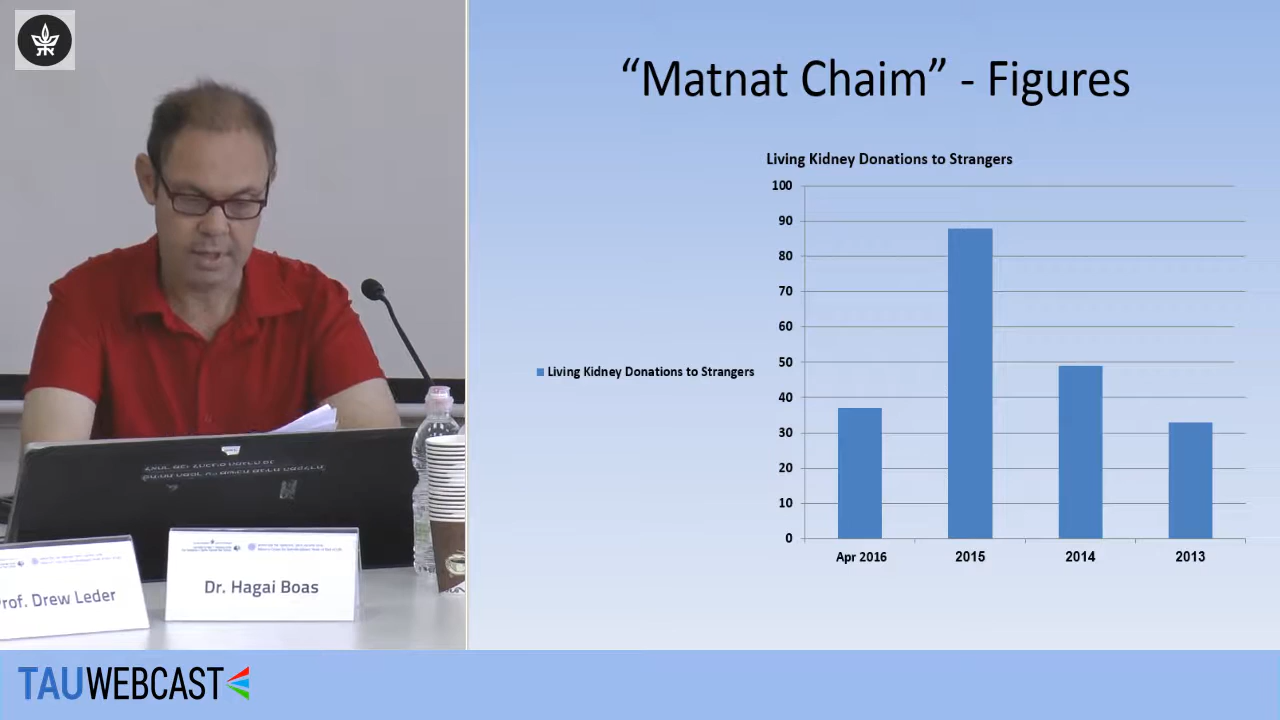 “Matnat Chaim” - Figures
Living Kidney Donations to Strangers
100
90
80
70
60
50
40
30
20
10
0
Apr 2016
2015
2014
2013
Living Kidney Donations to Strangers
Prof. Drew Leder
Dr. Hagai Boas
TAUWEBCAST